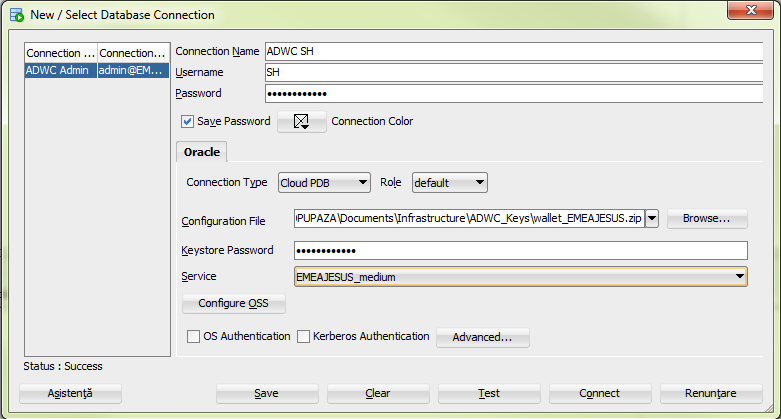 New / Select Database Connection
Connection ... Connection...
ADWC Admin admin@EM...
Connection Name ADWC SH
Username SH
Password ••••••••••••
Save Password Connection Color
Oracle
Connection Type Cloud PDB Role default
Configuration File PUPAZA\Documents\Infrastructure\ADWC_Keys\wallet_EMEAJESUS.zip Browse...
Keystore Password ••••••••••••
Service EMEAJESUS_medium
Configure OSS
OS Authentication Kerberos Authentication Advanced...
Status : Success
Asistență Save Clear Test Connect Renunțare